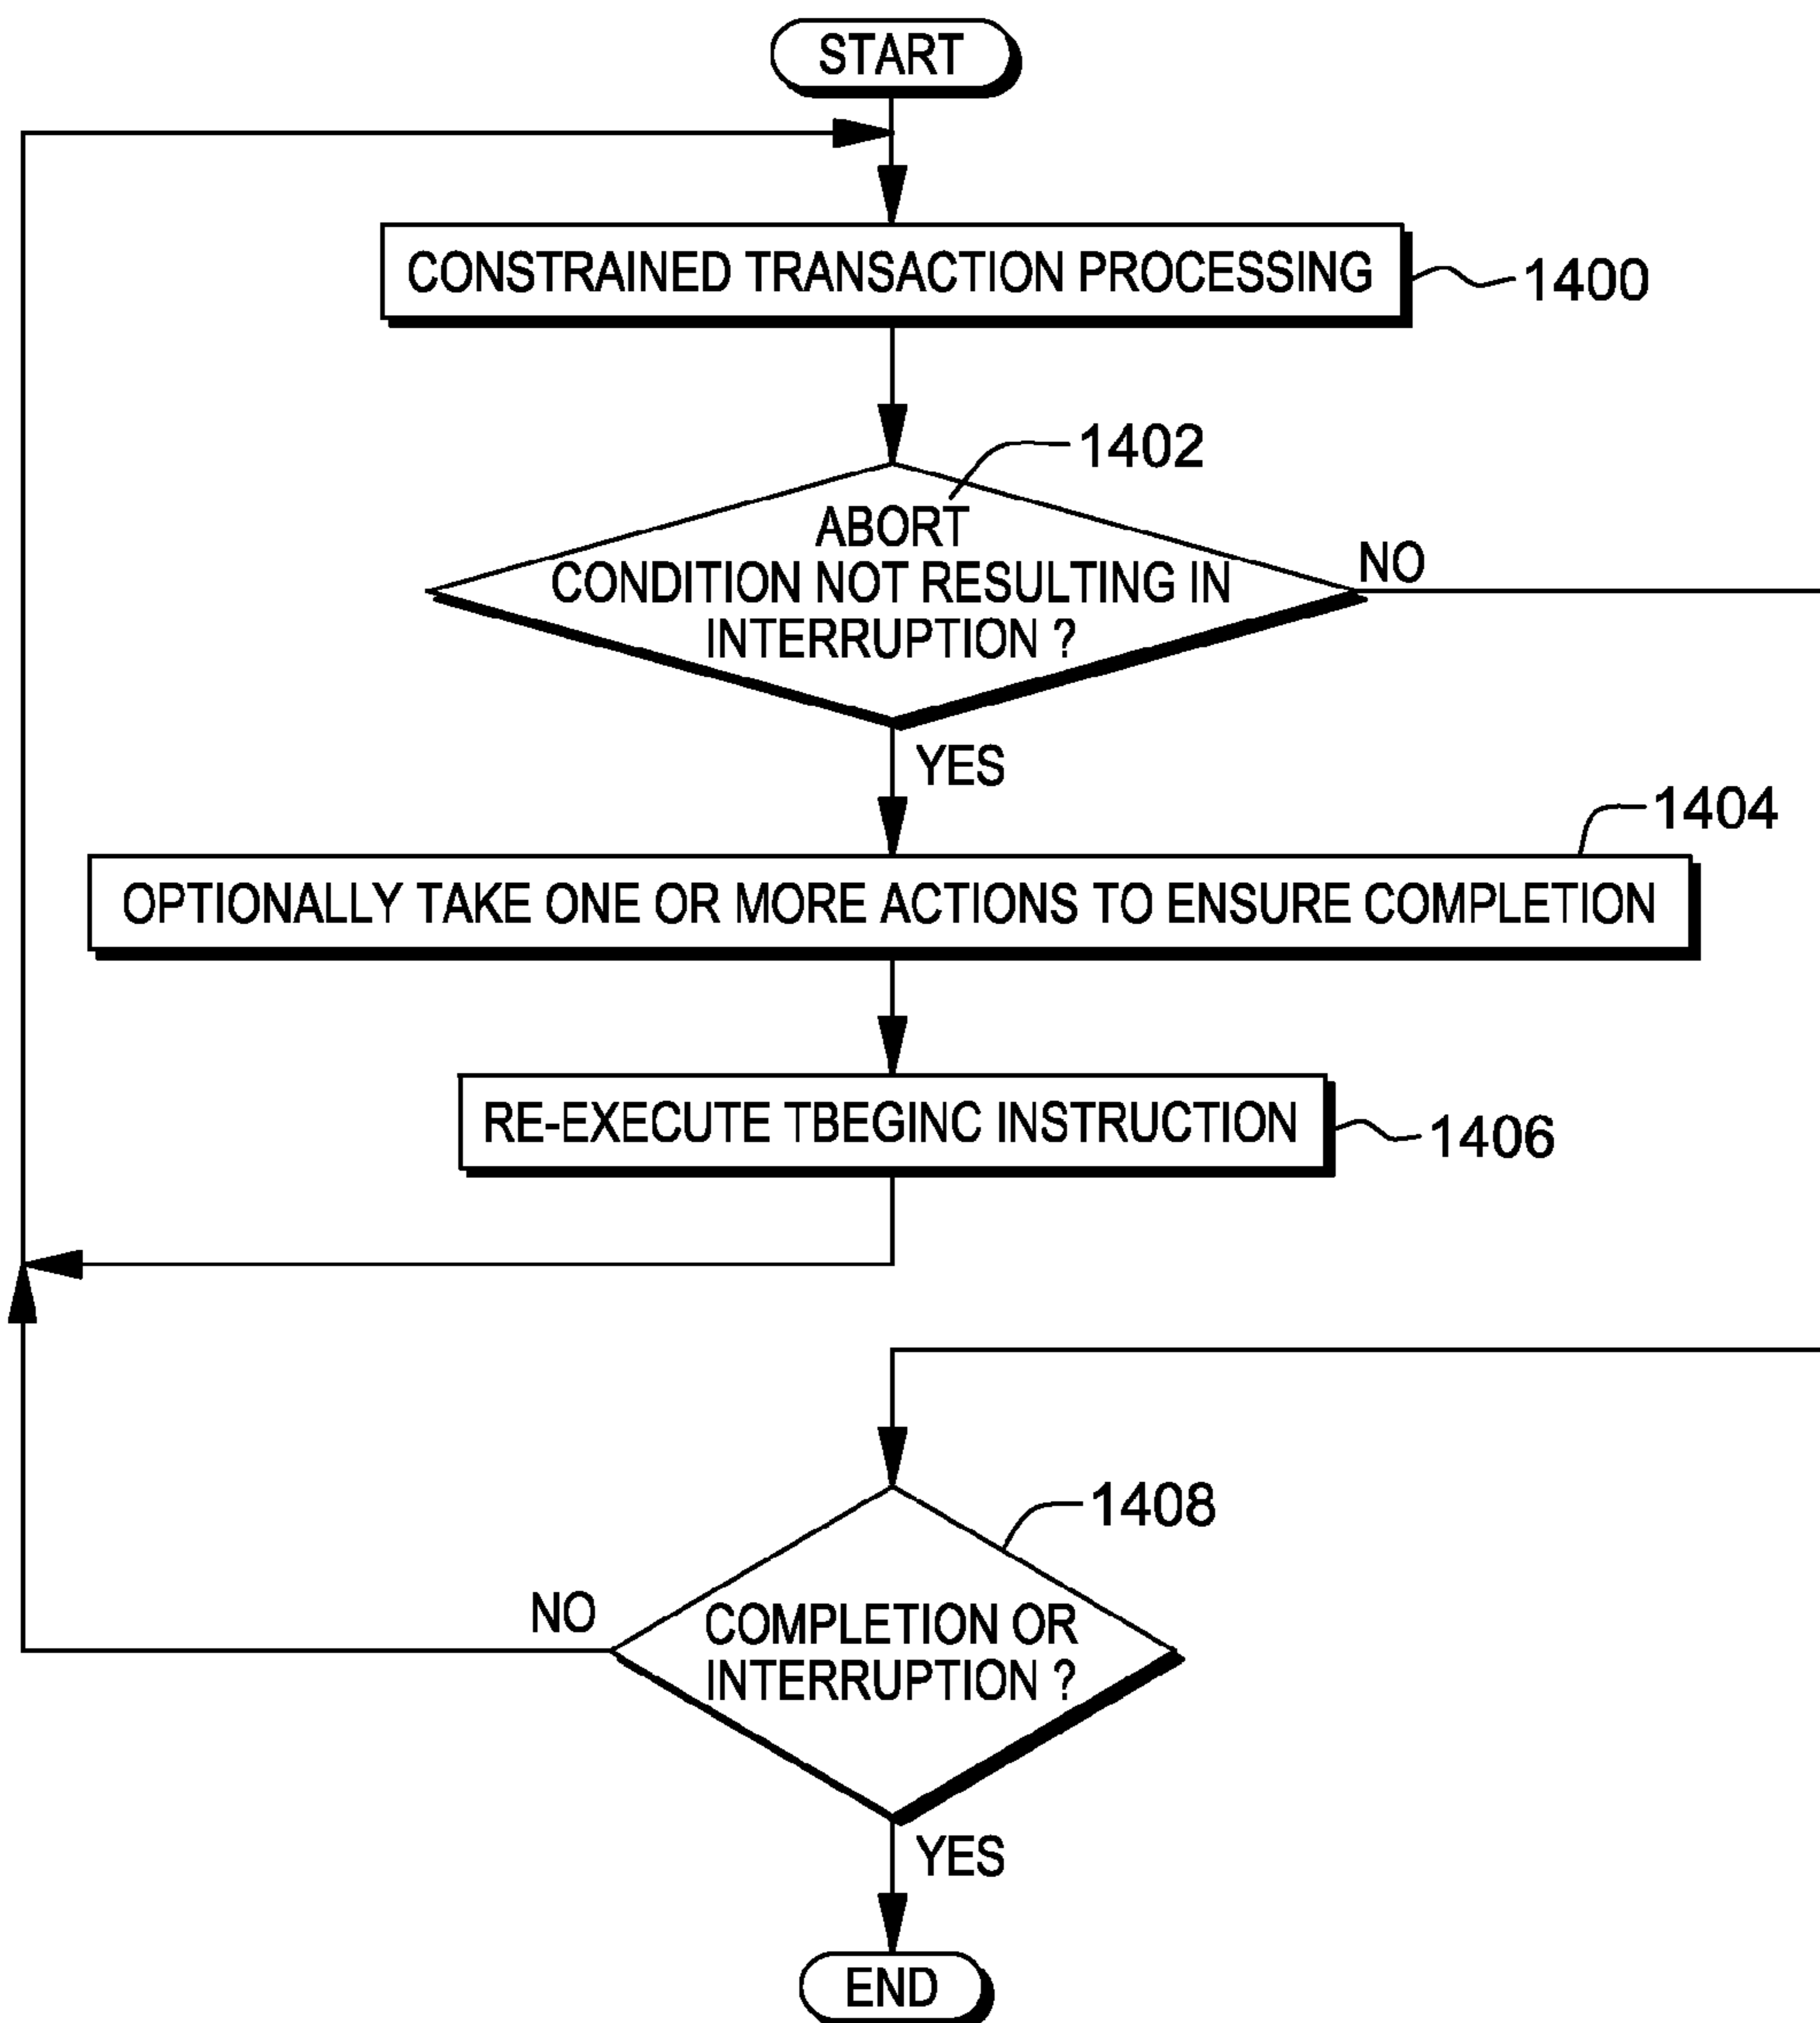 START
CONSTRAINED TRANSACTION PROCESSING
1400
1402
ABORT
CONDITION NOT RESULTING IN
INTERRUPTION ?
NO
YES
1404
OPTIONALLY TAKE ONE OR MORE ACTIONS TO ENSURE COMPLETION
RE-EXECUTE TBEGINC INSTRUCTION
1406
1408
NO
COMPLETION OR
INTERRUPTION ?
YES
END